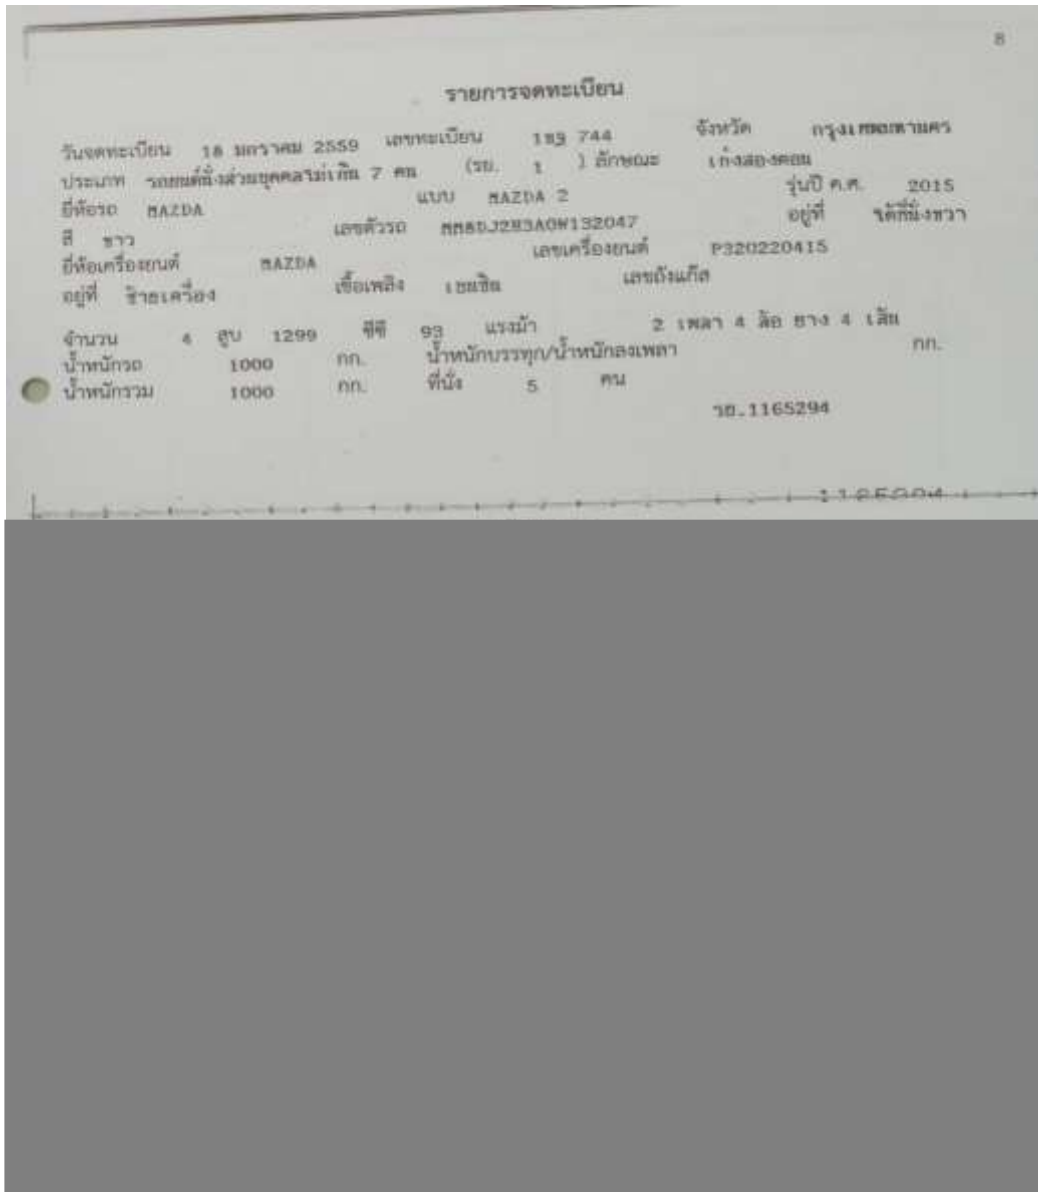 8
รายการจดทะเบียน
วันจดทะเบียน 18 มกราคม 2559 เลขทะเบียน 744 จังหวัด กรุงเทพมหานคร
ประเภท รถยนต์นั่งส่วนบุคคลไม่เกิน 7 คน (รย. 1 ) ลักษณะ เก๋งสองตอน
ยี่ห้อรถ MAZDA แบบ MAZDA 2 รุ่นปี ค.ศ. 2015
สี ขาว เลขตัวรถ MM8DJ2H3A0W132047 อยู่ที่ ใต้ที่นั่งขวา
ยี่ห้อเครื่องยนต์ MAZDA เลขเครื่องยนต์ P320220415
อยู่ที่ ซ้ายเครื่อง เชื้อเพลิง เบนซิน เลขถังแก๊ส
จำนวน 4 สูบ 1299 ซีซี 93 แรงม้า 2 เพลา 4 ล้อ ยาง 4 เส้น
น้ำหนักรถ 1000 กก. น้ำหนักบรรทุก/น้ำหนักลงเพลา กก.
น้ำหนักรวม 1000 กก. ที่นั่ง 5 คน
วย.1165294